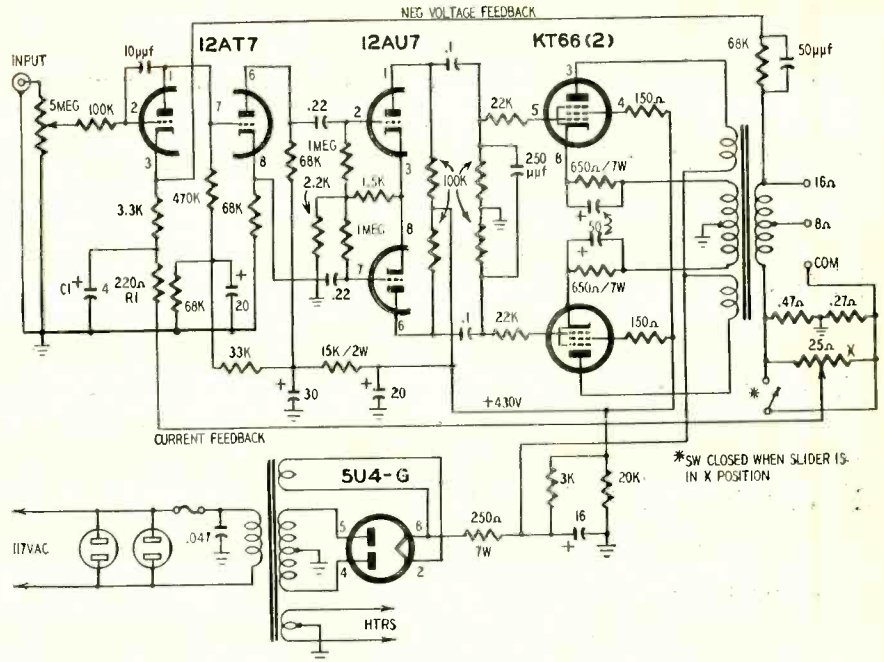 NEG VOLTAGE FEEDBACK
12AT7
12AU7
KT66(2)
INPUT
10µµf
.1
68K
50µµf
5MEG
100K
1
2
3
6
7
8
.22
1MEG
68K
1
2
3
22K
5
3
4
8
150Ω
250
µµf
650Ω/7W
100K
2.2K
1.5K
1MEG
50
16Ω
8Ω
COM
3.3K
470K
68K
8
7
6
.22
650Ω/7W
C1
+
4
220Ω
R1
68K
+
20
.1
22K
150Ω
.47Ω
.27Ω
25Ω
X
33K
15K/2W
+
30
+
20
+430V
*
CURRENT FEEDBACK
*SW CLOSED WHEN SLIDER IS
IN X POSITION
5U4-G
3K
20K
117VAC
.047
5
4
8
2
250Ω
7W
16
+
HTRS